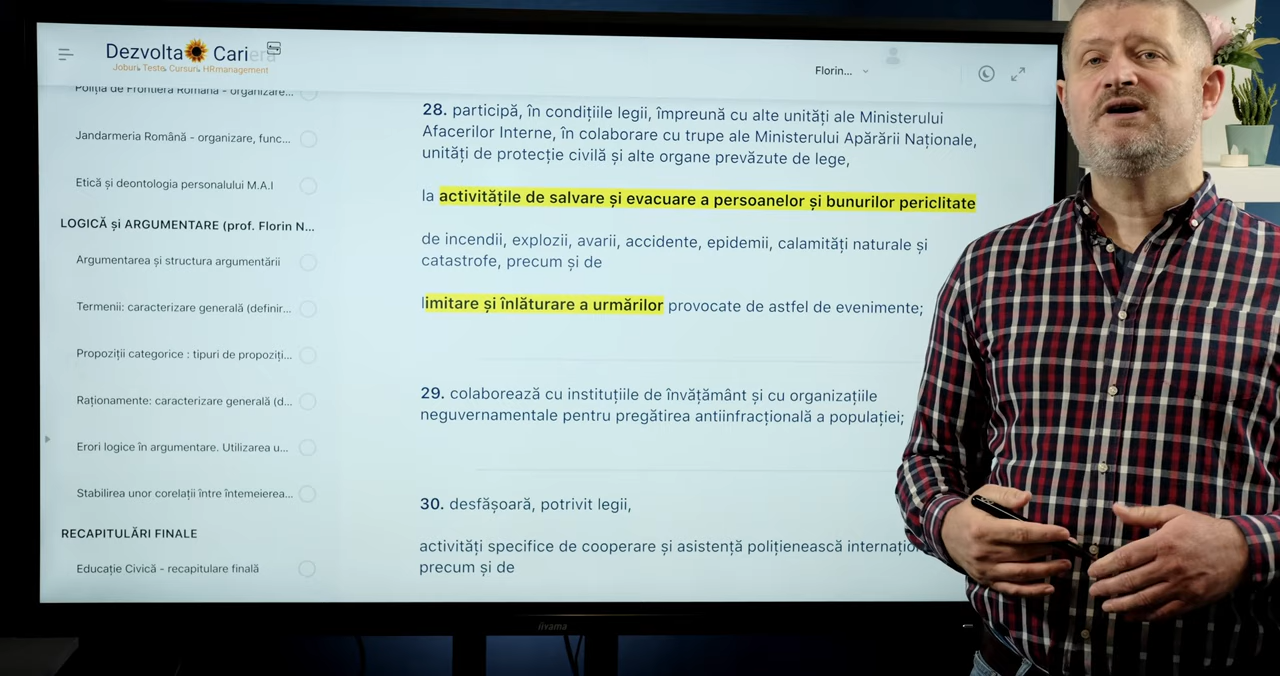 Dezvolta Cariera
Joburi. Teste. Cursuri. HRmanagement
Florin...
Poliția de Frontieră Română - organizare...
Jandarmeria Română - organizare, func...
Etică și deontologia personalului M.A.I
LOGICĂ și ARGUMENTARE (prof. Florin N...
Argumentarea și structura argumentării
Termenii: caracterizare generală (definir...
Propoziții categorice : tipuri de propoziți...
Raționamente: caracterizare generală (d...
Erori logice în argumentare. Utilizarea u...
Stabilirea unor corelații între întemeierea...
RECAPITULĂRI FINALE
Educație Civică - recapitulare finală
28. participă, în condițiile legii, împreună cu alte unități ale Ministerului
Afacerilor Interne, în colaborare cu trupe ale Ministerului Apărării Naționale,
unități de protecție civilă și alte organe prevăzute de lege,
la activitățile de salvare și evacuare a persoanelor și bunurilor periclitate
de incendii, explozii, avarii, accidente, epidemii, calamități naturale și
catastrofe, precum și de
limitare și înlăturare a urmărilor provocate de astfel de evenimente;
29. colaborează cu instituțiile de învățământ și cu organizațiile
neguvernamentale pentru pregătirea antiinfracțională a populației;
30. desfășoară, potrivit legii,
activități specifice de cooperare și asistență polițienească internațio
precum și de
iiyama